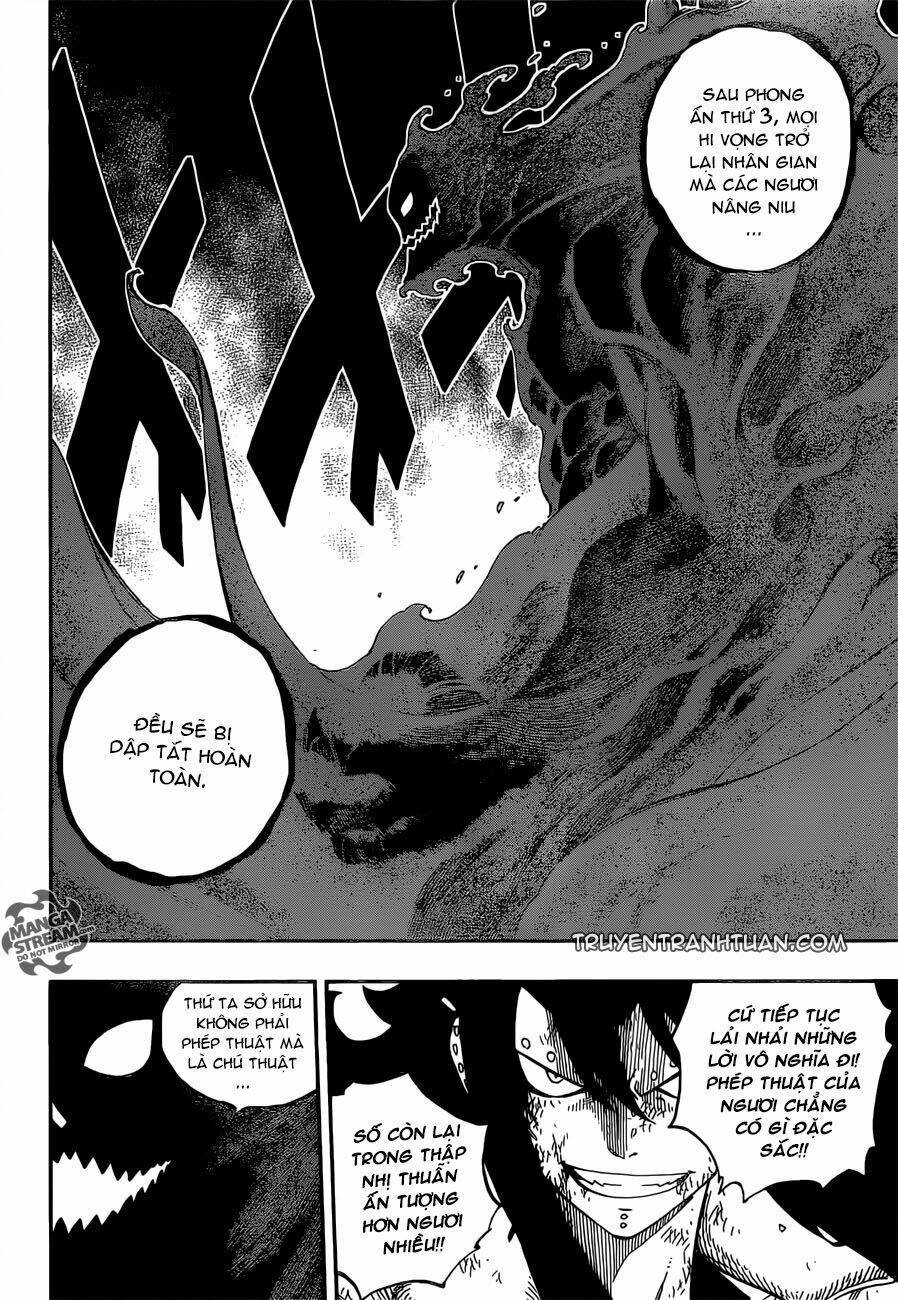 SAU PHONG
ẤN THỨ 3, MỌI
HI VỌNG TRỞ
LẠI NHÂN GIAN
MÀ CÁC NGƯƠI
NÂNG NIU
...
ĐỀU SẼ BỊ
DẬP TẮT HOÀN
TOÀN.
MANGA
STREAM.com
DO NOT MIRROR
TRUYENTRANHTUAN.COM
CỨ TIẾP TỤC
LẢI NHẢI NHỮNG
LỜI VÔ NGHĨA ĐI!
PHÉP THUẬT CỦA
NGƯƠI CHẲNG
CÓ GÌ ĐẶC
SẮC!!
SỐ CÒN LẠI
TRONG THẬP
NHỊ THUẪN
ẤN TƯỢNG
HƠN NGƯƠI
NHIỀU!!
THỨ TA SỞ HỮU
KHÔNG PHẢI
PHÉP THUẬT MÀ
LÀ CHÚ THUẬT
...